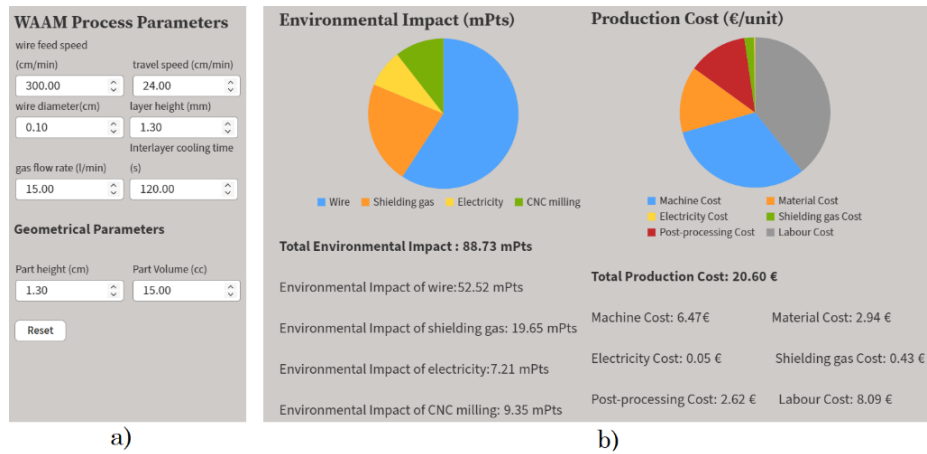 WAAM Process Parameters
wire feed speed
(cm/min) travel speed (cm/min)
300.00 24.00
wire diameter(cm) layer height (mm)
0.10 1.30
Interlayer cooling time
gas flow rate (l/min) (s)
15.00 120.00
Geometrical Parameters
Part height (cm) Part Volume (cc)
1.30 15.00
Reset
a)
Environmental Impact (mPts)
Wire Shielding gas Electricity CNC milling
Total Environmental Impact : 88.73 mPts
Environmental Impact of wire:52.52 mPts
Environmental Impact of shielding gas: 19.65 mPts
Environmental Impact of electricity:7.21 mPts
Environmental Impact of CNC milling: 9.35 mPts
Production Cost (€/unit)
Machine Cost Material Cost
Electricity Cost Shielding gas Cost
Post-processing Cost Labour Cost
Total Production Cost: 20.60 €
Machine Cost: 6.47€ Material Cost: 2.94 €
Electricity Cost: 0.05 € Shielding gas Cost: 0.43 €
Post-processing Cost: 2.62 € Labour Cost: 8.09 €
b)